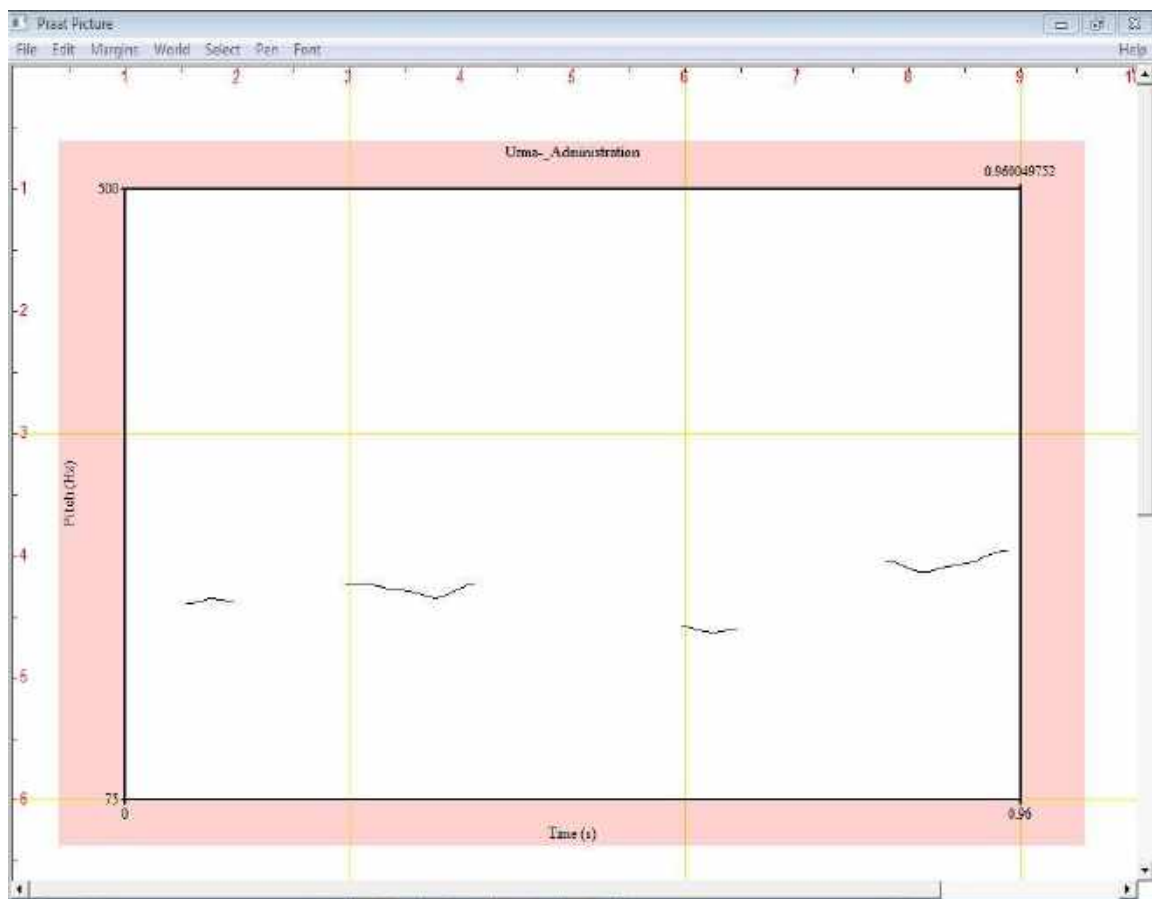 Praat Picture
File Edit Margins World Select Pen Font Help
1 2 3 4 5 6 7 8 9
Uzma-_Administration
0.960049752
1
500
2
3
Pitch (Hz)
4
5
6
75
0 0.96
Time (s)